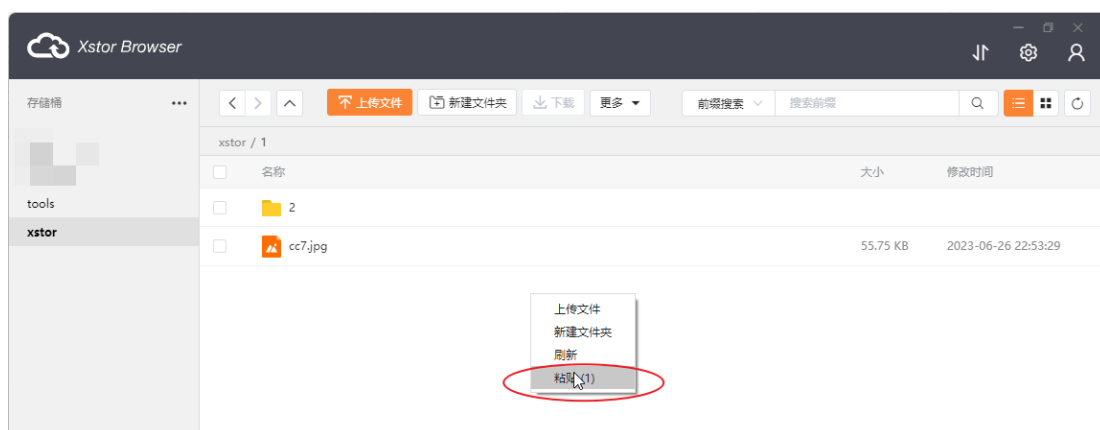 Xstor Browser
存储桶 ...
上传文件 新建文件夹 下载 更多 前缀搜索 搜索前缀
xstor / 1
名称 大小 修改时间
tools
2
xstor
cc7.jpg 55.75 KB 2023-06-26 22:53:29
上传文件
新建文件夹
刷新
粘贴(1)